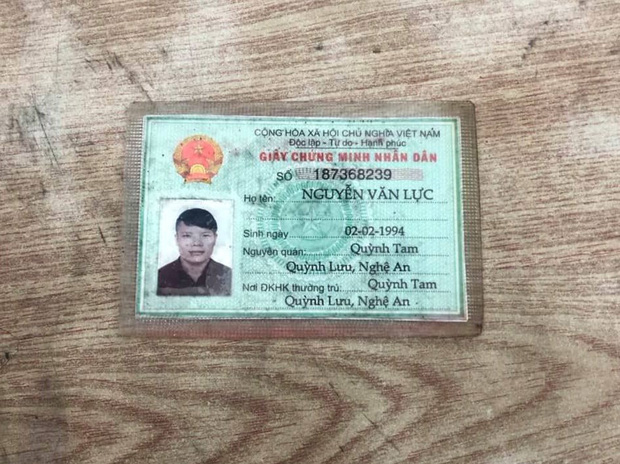 CỘNG HÒA XÃ HỘI CHỦ NGHĨA VIỆT NAM
Độc lập - Tự do - Hạnh phúc
GIẤY CHỨNG MINH NHÂN DÂN
SỐ 187368239
Họ tên: NGUYỄN VĂN LỰC
Sinh ngày 02-02-1994
Nguyên quán: Quỳnh Tam
Quỳnh Lưu, Nghệ An
Nơi ĐKHK thường trú: Quỳnh Tam
Quỳnh Lưu, Nghệ An